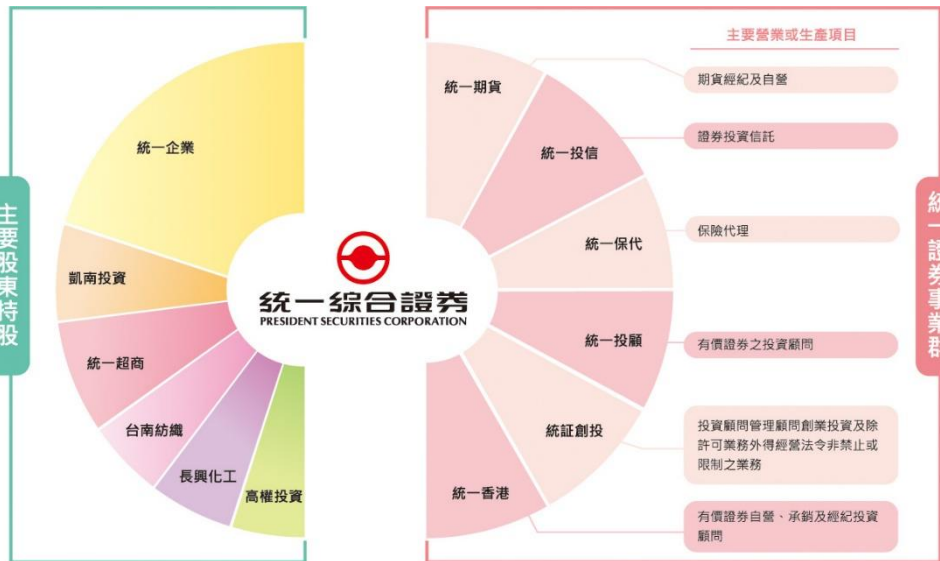 主要股東持股
統一企業
凱南投資
統一超商
台南紡織
長興化工
高權投資
統一綜合證券
PRESIDENT SECURITIES CORPORATION
統一期貨
統一投信
統一保代
統一投顧
統証創投
統一香港
主要營業或生產項目
期貨經紀及自營
證券投資信託
保險代理
有價證券之投資顧問
投資顧問管理顧問創業投資及除
許可業務外得經營法令非禁止或
限制之業務
有價證券自營、承銷及經紀投資
顧問
統一證券事業群